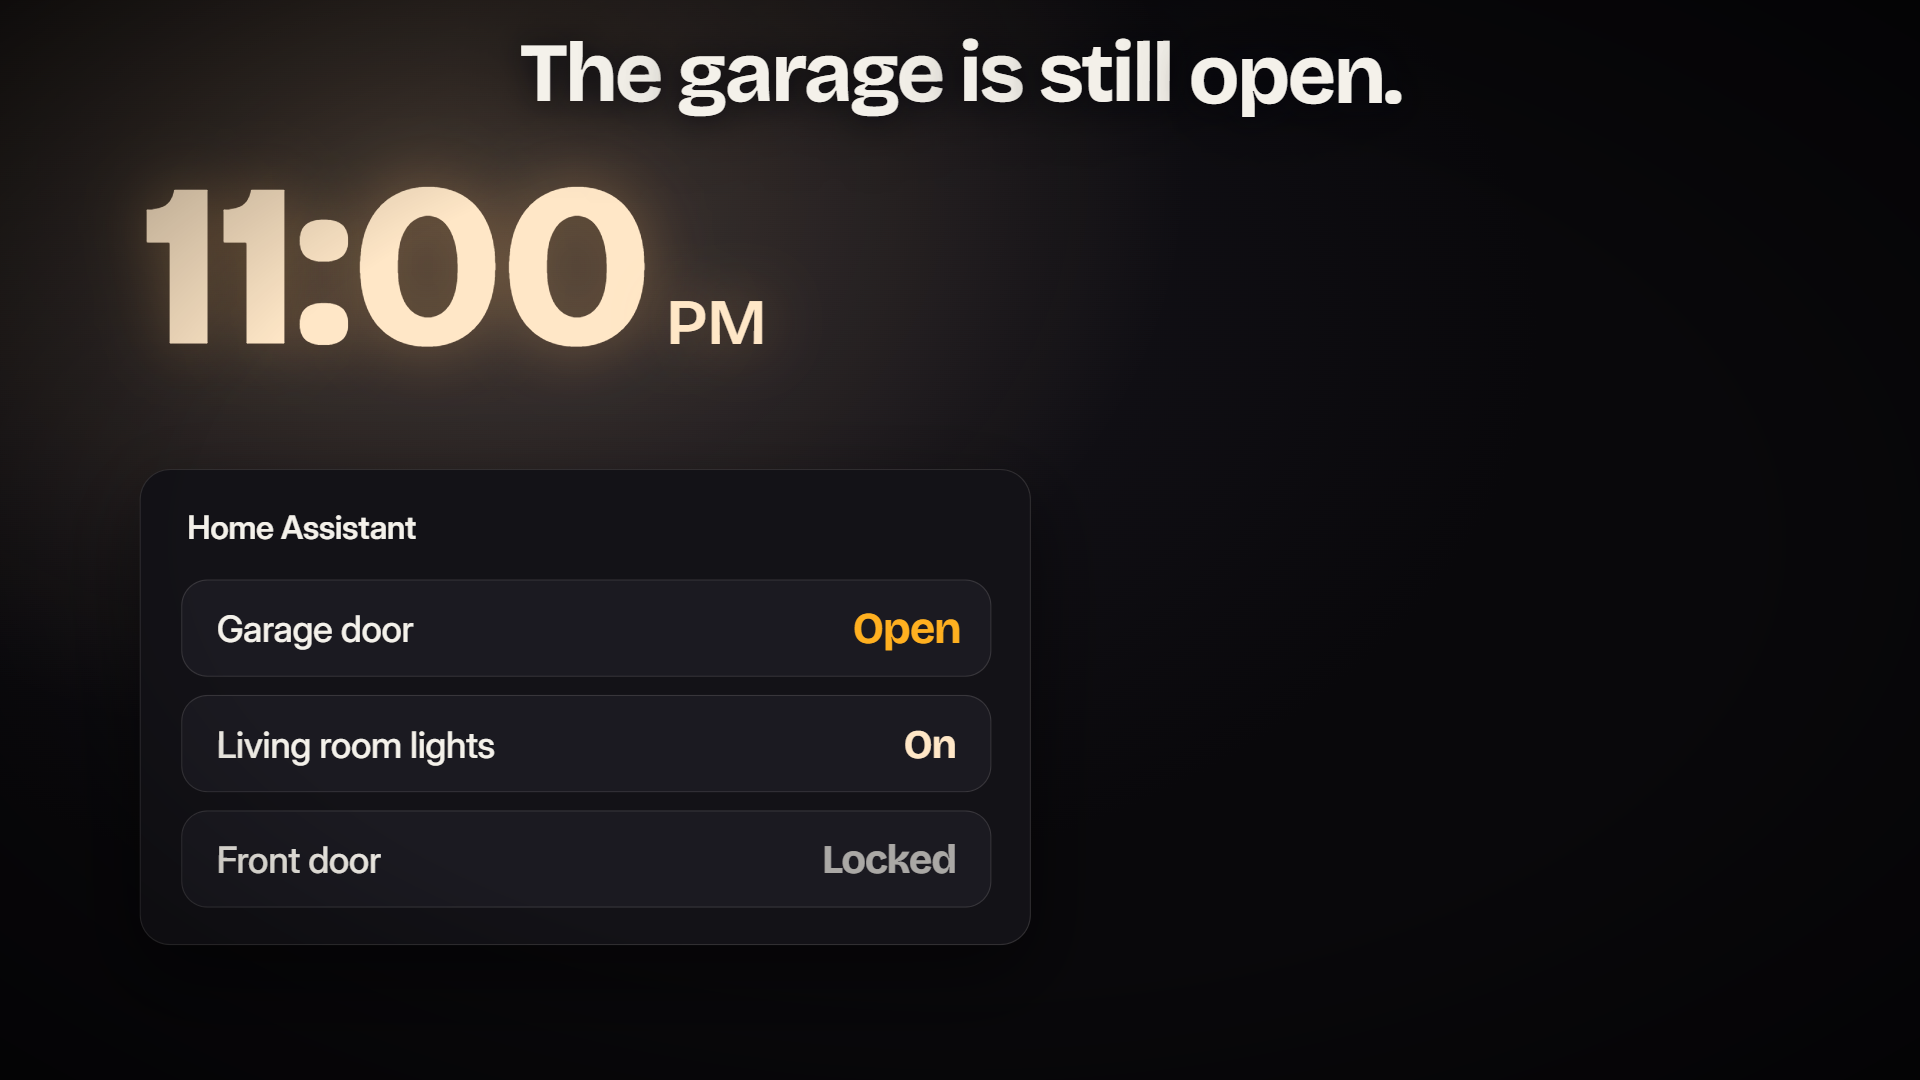 The garage is still open.
11:00 PM
Home Assistant
Garage door Open
Living room lights On
Front door Locked